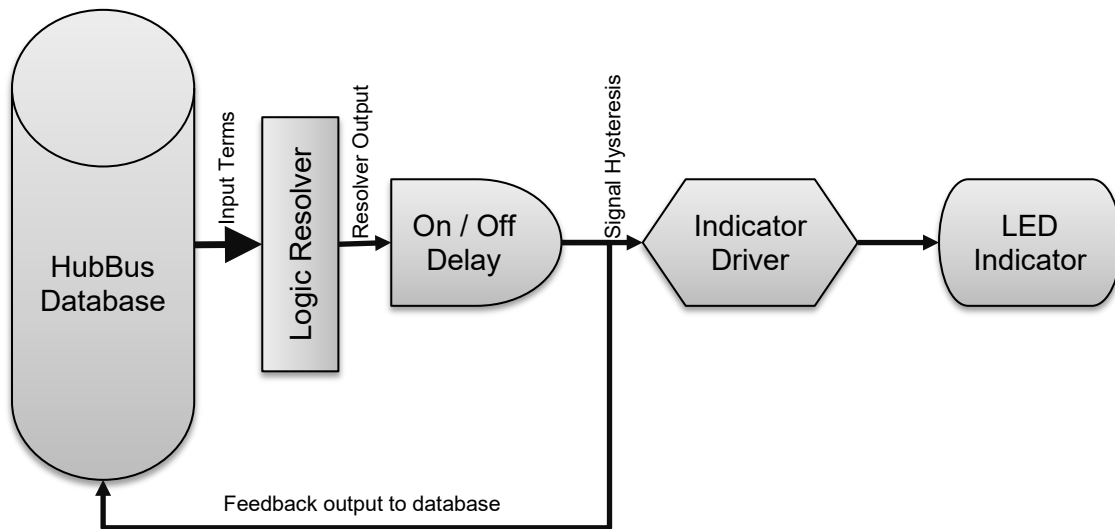 HubBus
Database
Input Terms
Logic Resolver
Resolver Output
On / Off
Delay
Signal Hysteresis
Indicator
Driver
LED
Indicator
Feedback output to database